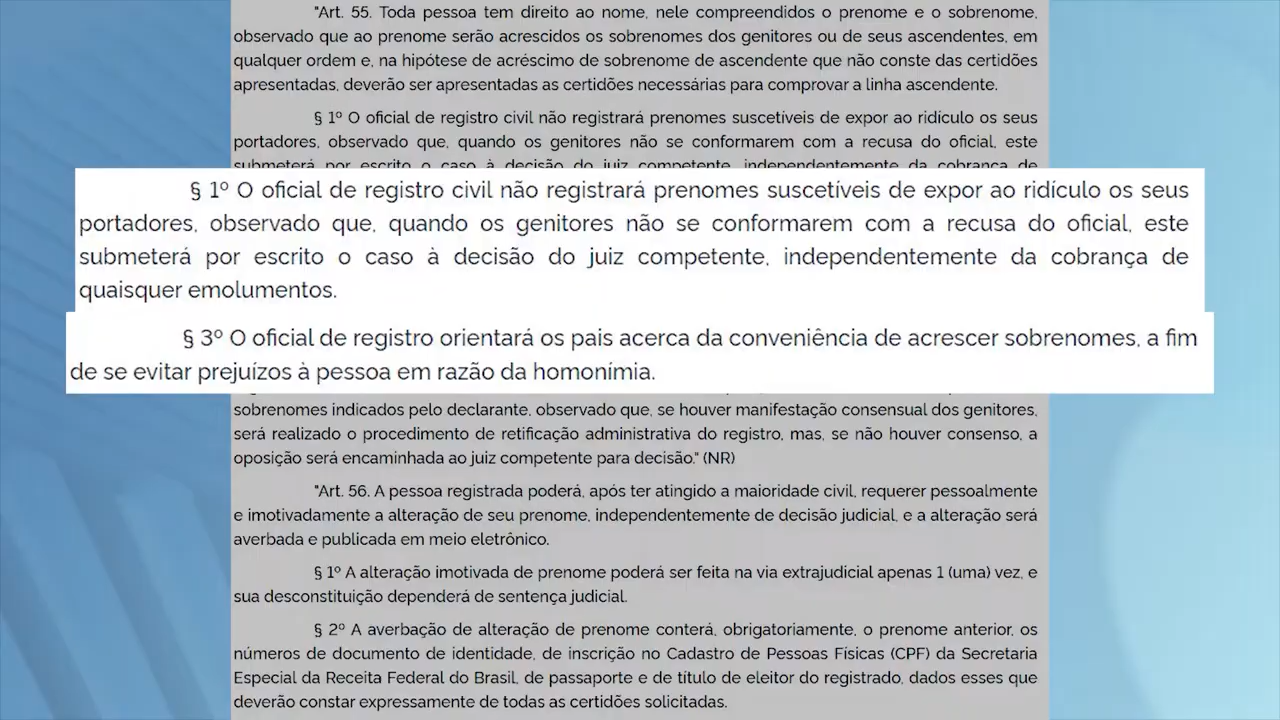 "Art. 55. Toda pessoa tem direito ao nome, nele compreendidos o prenome e o sobrenome,
observado que ao prenome serão acrescidos os sobrenomes dos genitores ou de seus ascendentes, em
qualquer ordem e, na hipótese de acréscimo de sobrenome de ascendente que não conste das certidões
apresentadas, deverão ser apresentadas as certidões necessárias para comprovar a linha ascendente.
§ 1º O oficial de registro civil não registrará prenomes suscetíveis de expor ao ridículo os seus
portadores, observado que, quando os genitores não se conformarem com a recusa do oficial, este
submeterá por escrito o caso à decisão do juiz competente, independentemente da cobrança de
§ 1º O oficial de registro civil não registrará prenomes suscetíveis de expor ao ridículo os seus
portadores, observado que, quando os genitores não se conformarem com a recusa do oficial, este
submeterá por escrito o caso à decisão do juiz competente, independentemente da cobrança de
quaisquer emolumentos.
§ 3º O oficial de registro orientará os pais acerca da conveniência de acrescer sobrenomes, a fim
de se evitar prejuízos à pessoa em razão da homonímia.
sobrenomes indicados pelo declarante, observado que, se houver manifestação consensual dos genitores,
será realizado o procedimento de retificação administrativa do registro, mas, se não houver consenso, a
oposição será encaminhada ao juiz competente para decisão." (NR)
"Art. 56. A pessoa registrada poderá, após ter atingido a maioridade civil, requerer pessoalmente
e imotivadamente a alteração de seu prenome, independentemente de decisão judicial, e a alteração será
averbada e publicada em meio eletrônico.
§ 1º A alteração imotivada de prenome poderá ser feita na via extrajudicial apenas 1 (uma) vez, e
sua desconstituição dependerá de sentença judicial.
§ 2º A averbação de alteração de prenome conterá, obrigatoriamente, o prenome anterior, os
números de documento de identidade, de inscrição no Cadastro de Pessoas Físicas (CPF) da Secretaria
Especial da Receita Federal do Brasil, de passaporte e de título de eleitor do registrado, dados esses que
deverão constar expressamente de todas as certidões solicitadas.